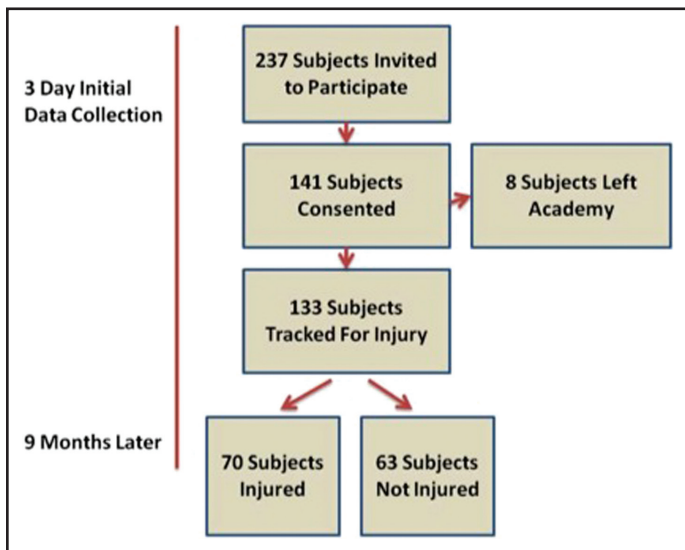 3 Day Initial
Data Collection
237 Subjects Invited
to Participate
141 Subjects
Consented
8 Subjects Left
Academy
133 Subjects
Tracked For Injury
9 Months Later
70 Subjects
Injured
63 Subjects
Not Injured